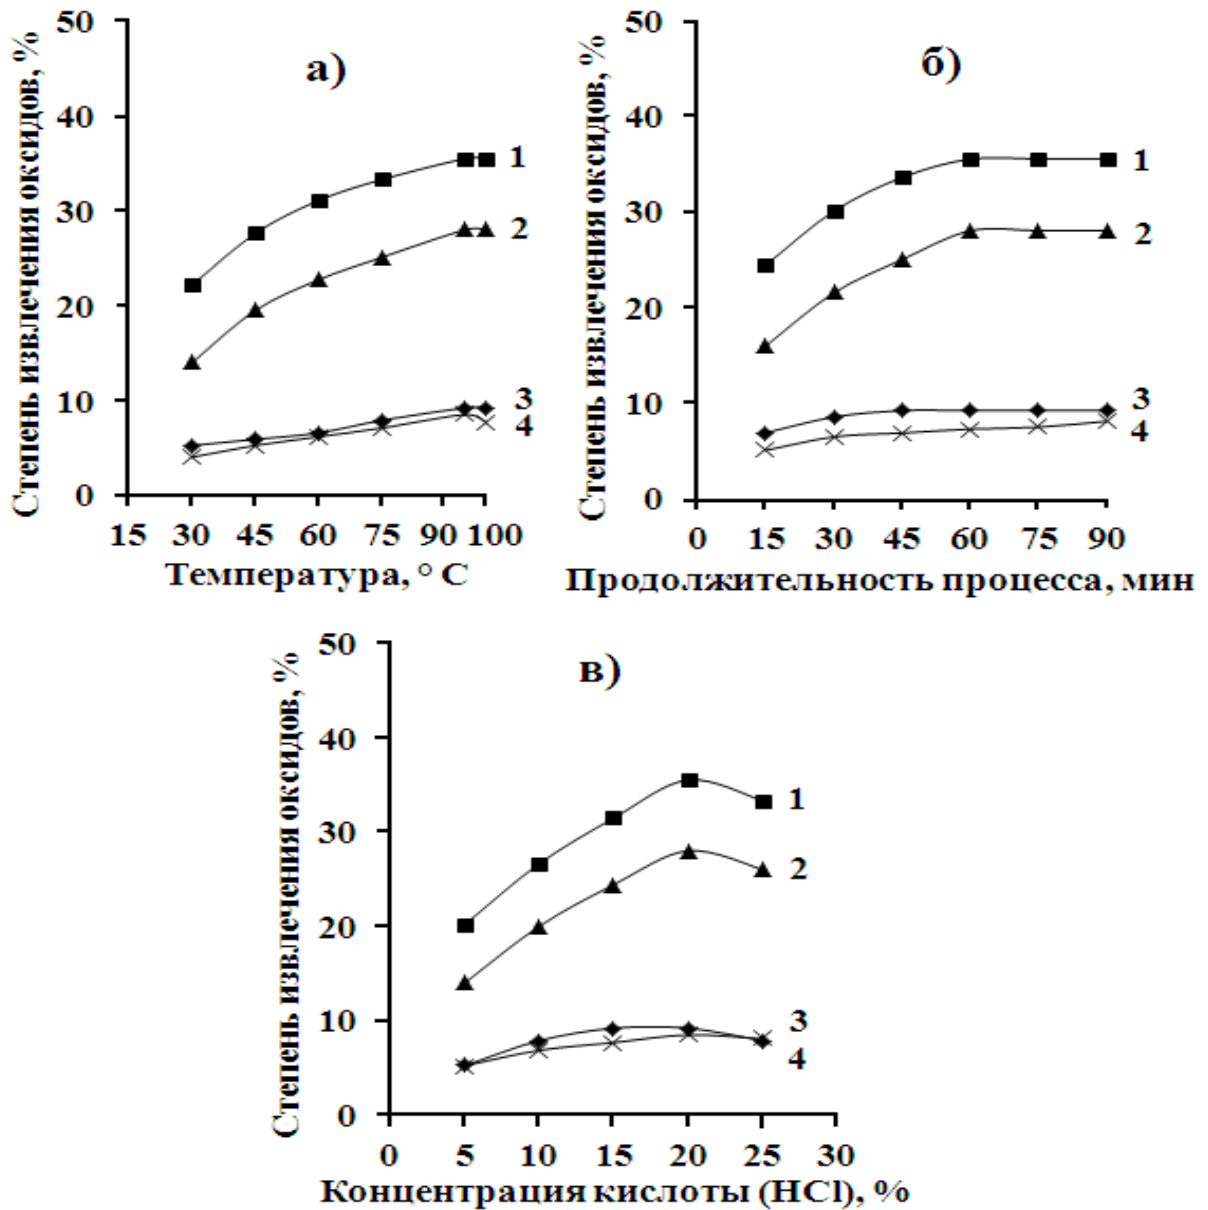 а)
Степень извлечения оксидов, %
50
40
30
20
10
0
1
2
3
4
15 30 45 60 75 90 100
Температура, ° С
б)
Степень извлечения оксидов, %
50
40
30
20
10
0
1
2
3
4
0 15 30 45 60 75 90
Продолжительность процесса, мин
в)
Степень извлечения оксидов, %
50
40
30
20
10
0
1
2
3
4
0 5 10 15 20 25 30
Концентрация кислоты (HCl), %